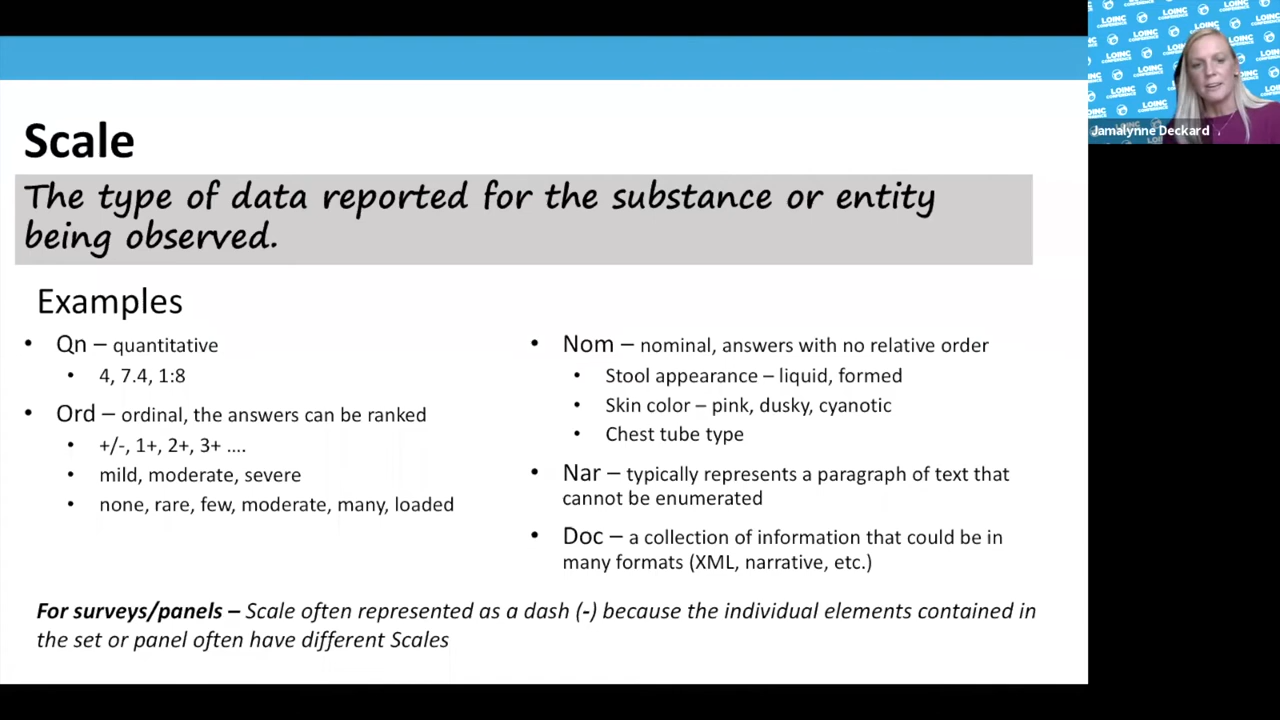 Scale
The type of data reported for the substance or entity
being observed.
Examples
• Qn – quantitative
• 4, 7.4, 1:8
• Ord – ordinal, the answers can be ranked
• +/-, 1+, 2+, 3+ ....
• mild, moderate, severe
• none, rare, few, moderate, many, loaded
• Nom – nominal, answers with no relative order
• Stool appearance – liquid, formed
• Skin color – pink, dusky, cyanotic
• Chest tube type
• Nar – typically represents a paragraph of text that
cannot be enumerated
• Doc – a collection of information that could be in
many formats (XML, narrative, etc.)
For surveys/panels – Scale often represented as a dash (-) because the individual elements contained in
the set or panel often have different Scales
LOINC
CONFERENCE
Jamalynne Deckard